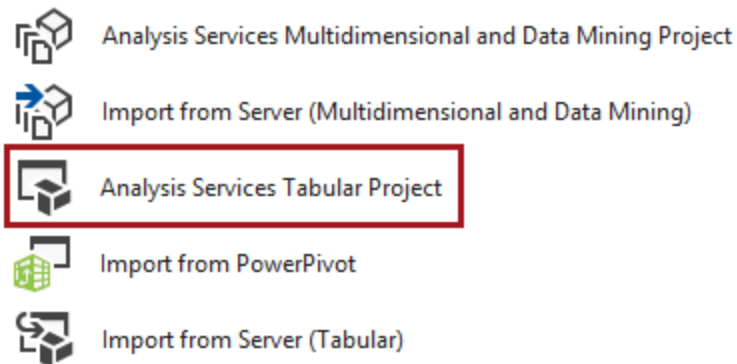 Analysis Services Multidimensional and Data Mining Project
Import from Server (Multidimensional and Data Mining)
Analysis Services Tabular Project
Import from PowerPivot
Import from Server (Tabular)